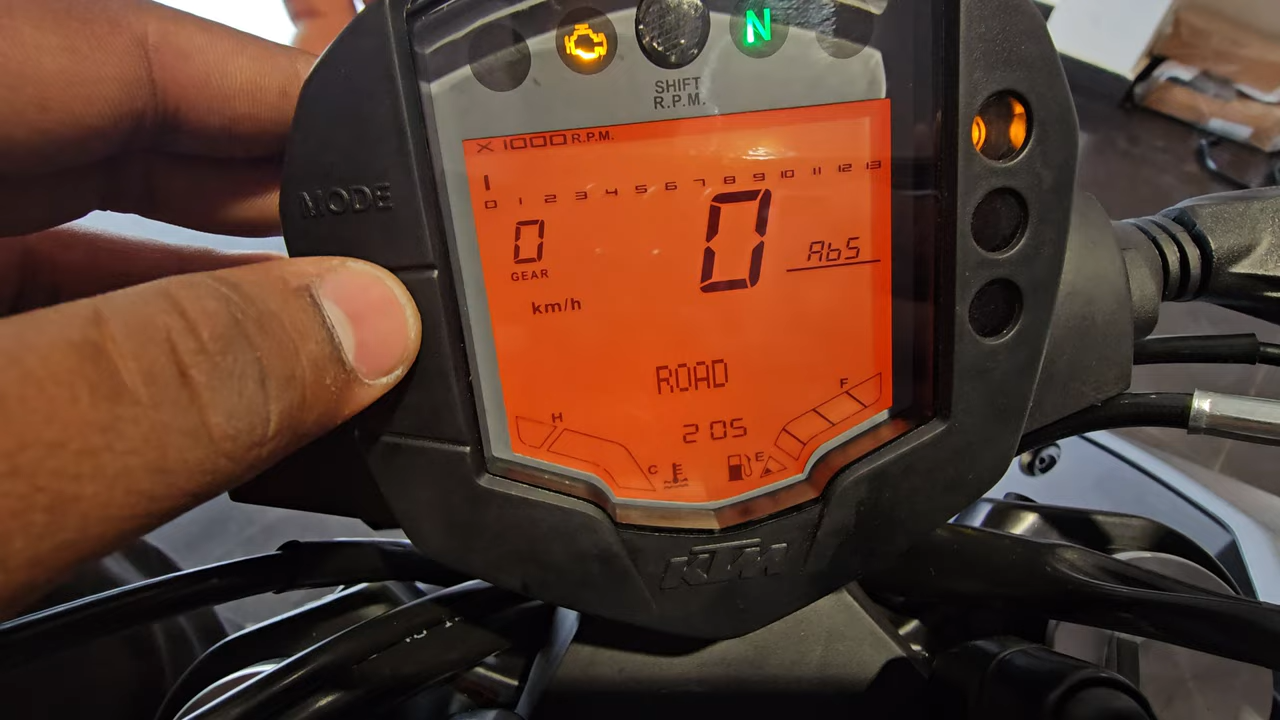 N
SHIFT
R.P.M.
X 1000 R.P.M.
0 1 2 3 4 5 6 7 8 9 10 11 12 13
MODE
0
GEAR
0
AbS
km/h
ROAD
H
F
2 05
C
E
KTM